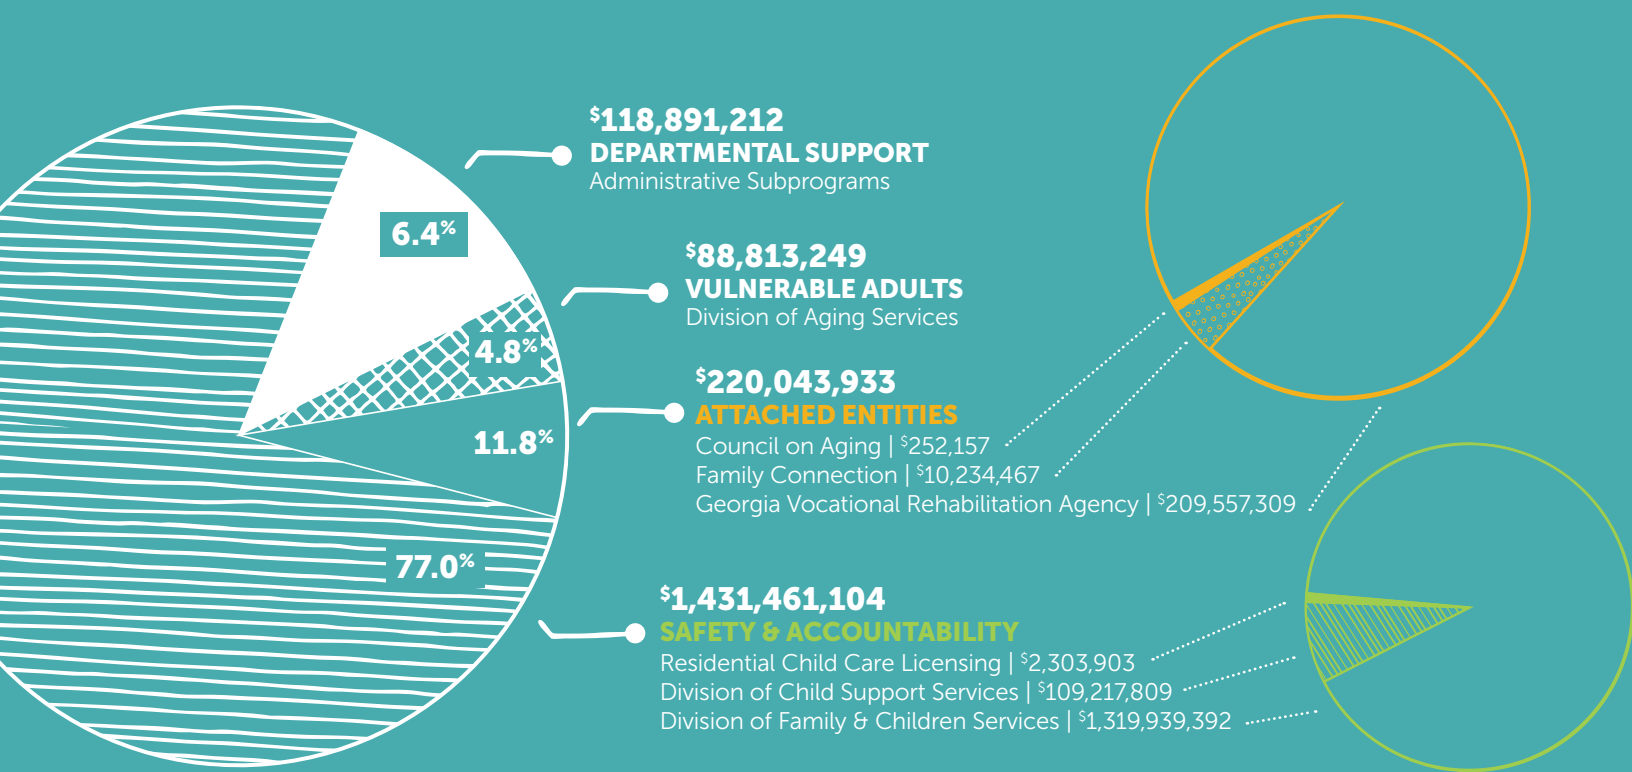 $118,891,212
DEPARTMENTAL SUPPORT
Administrative Subprograms
6.4%
$88,813,249
VULNERABLE ADULTS
Division of Aging Services
4.8%
$220,043,933
ATTACHED ENTITIES
Council on Aging | $252,157
Family Connection | $10,234,467
Georgia Vocational Rehabilitation Agency | $209,557,309
11.8%
77.0%
$1,431,461,104
SAFETY & ACCOUNTABILITY
Residential Child Care Licensing | $2,303,903
Division of Child Support Services | $109,217,809
Division of Family & Children Services | $1,319,939,392